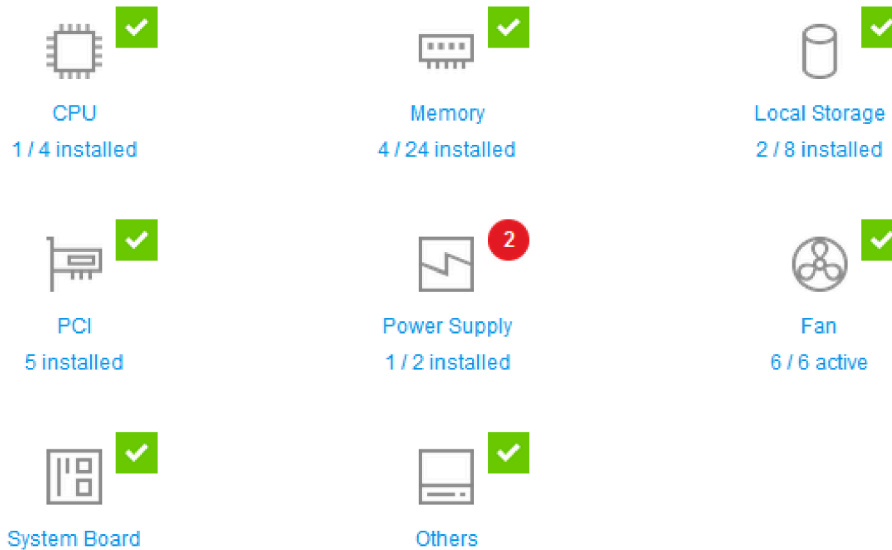 CPU
1 / 4 installed
Memory
4 / 24 installed
Local Storage
2 / 8 installed
PCI
5 installed
2
Power Supply
1 / 2 installed
Fan
6 / 6 active
System Board
Others